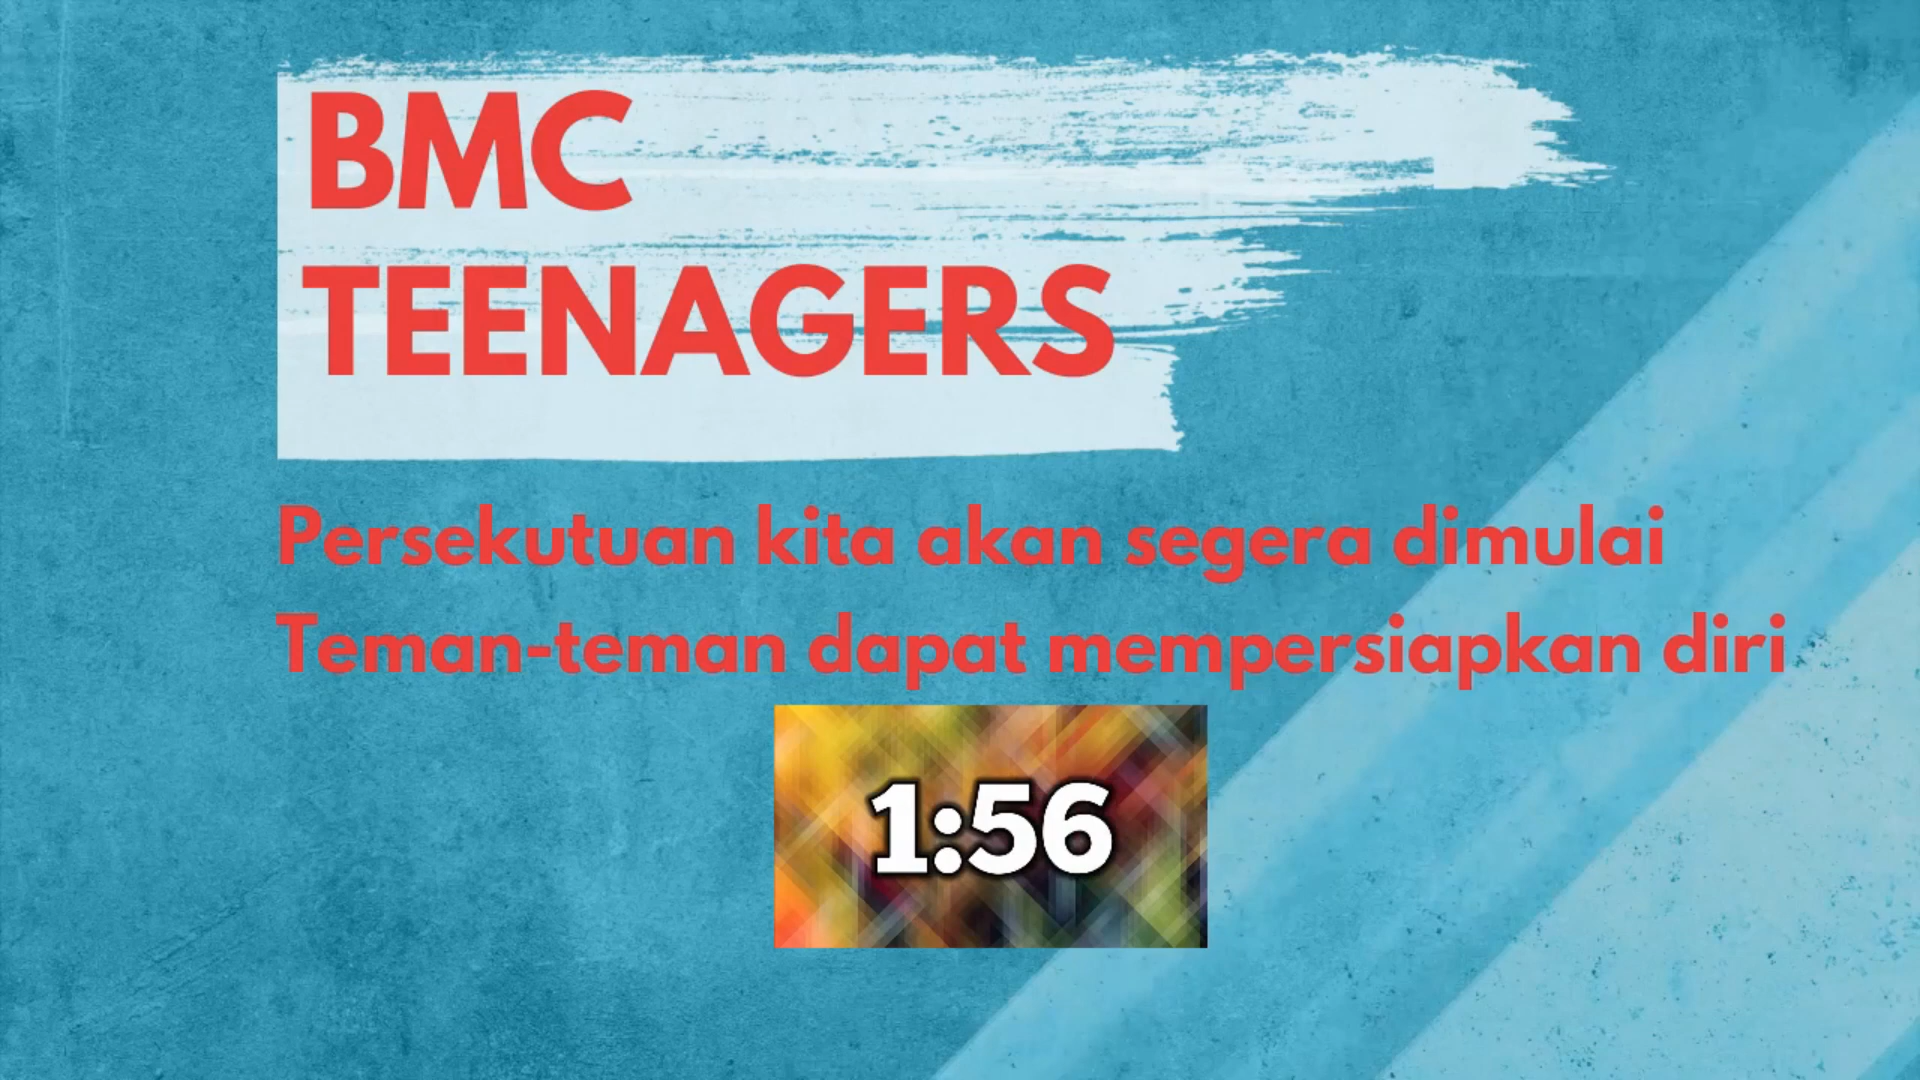 BMC
TEENAGERS
Persekutuan kita akan segera dimulai
Teman-teman dapat mempersiapkan diri
1:56